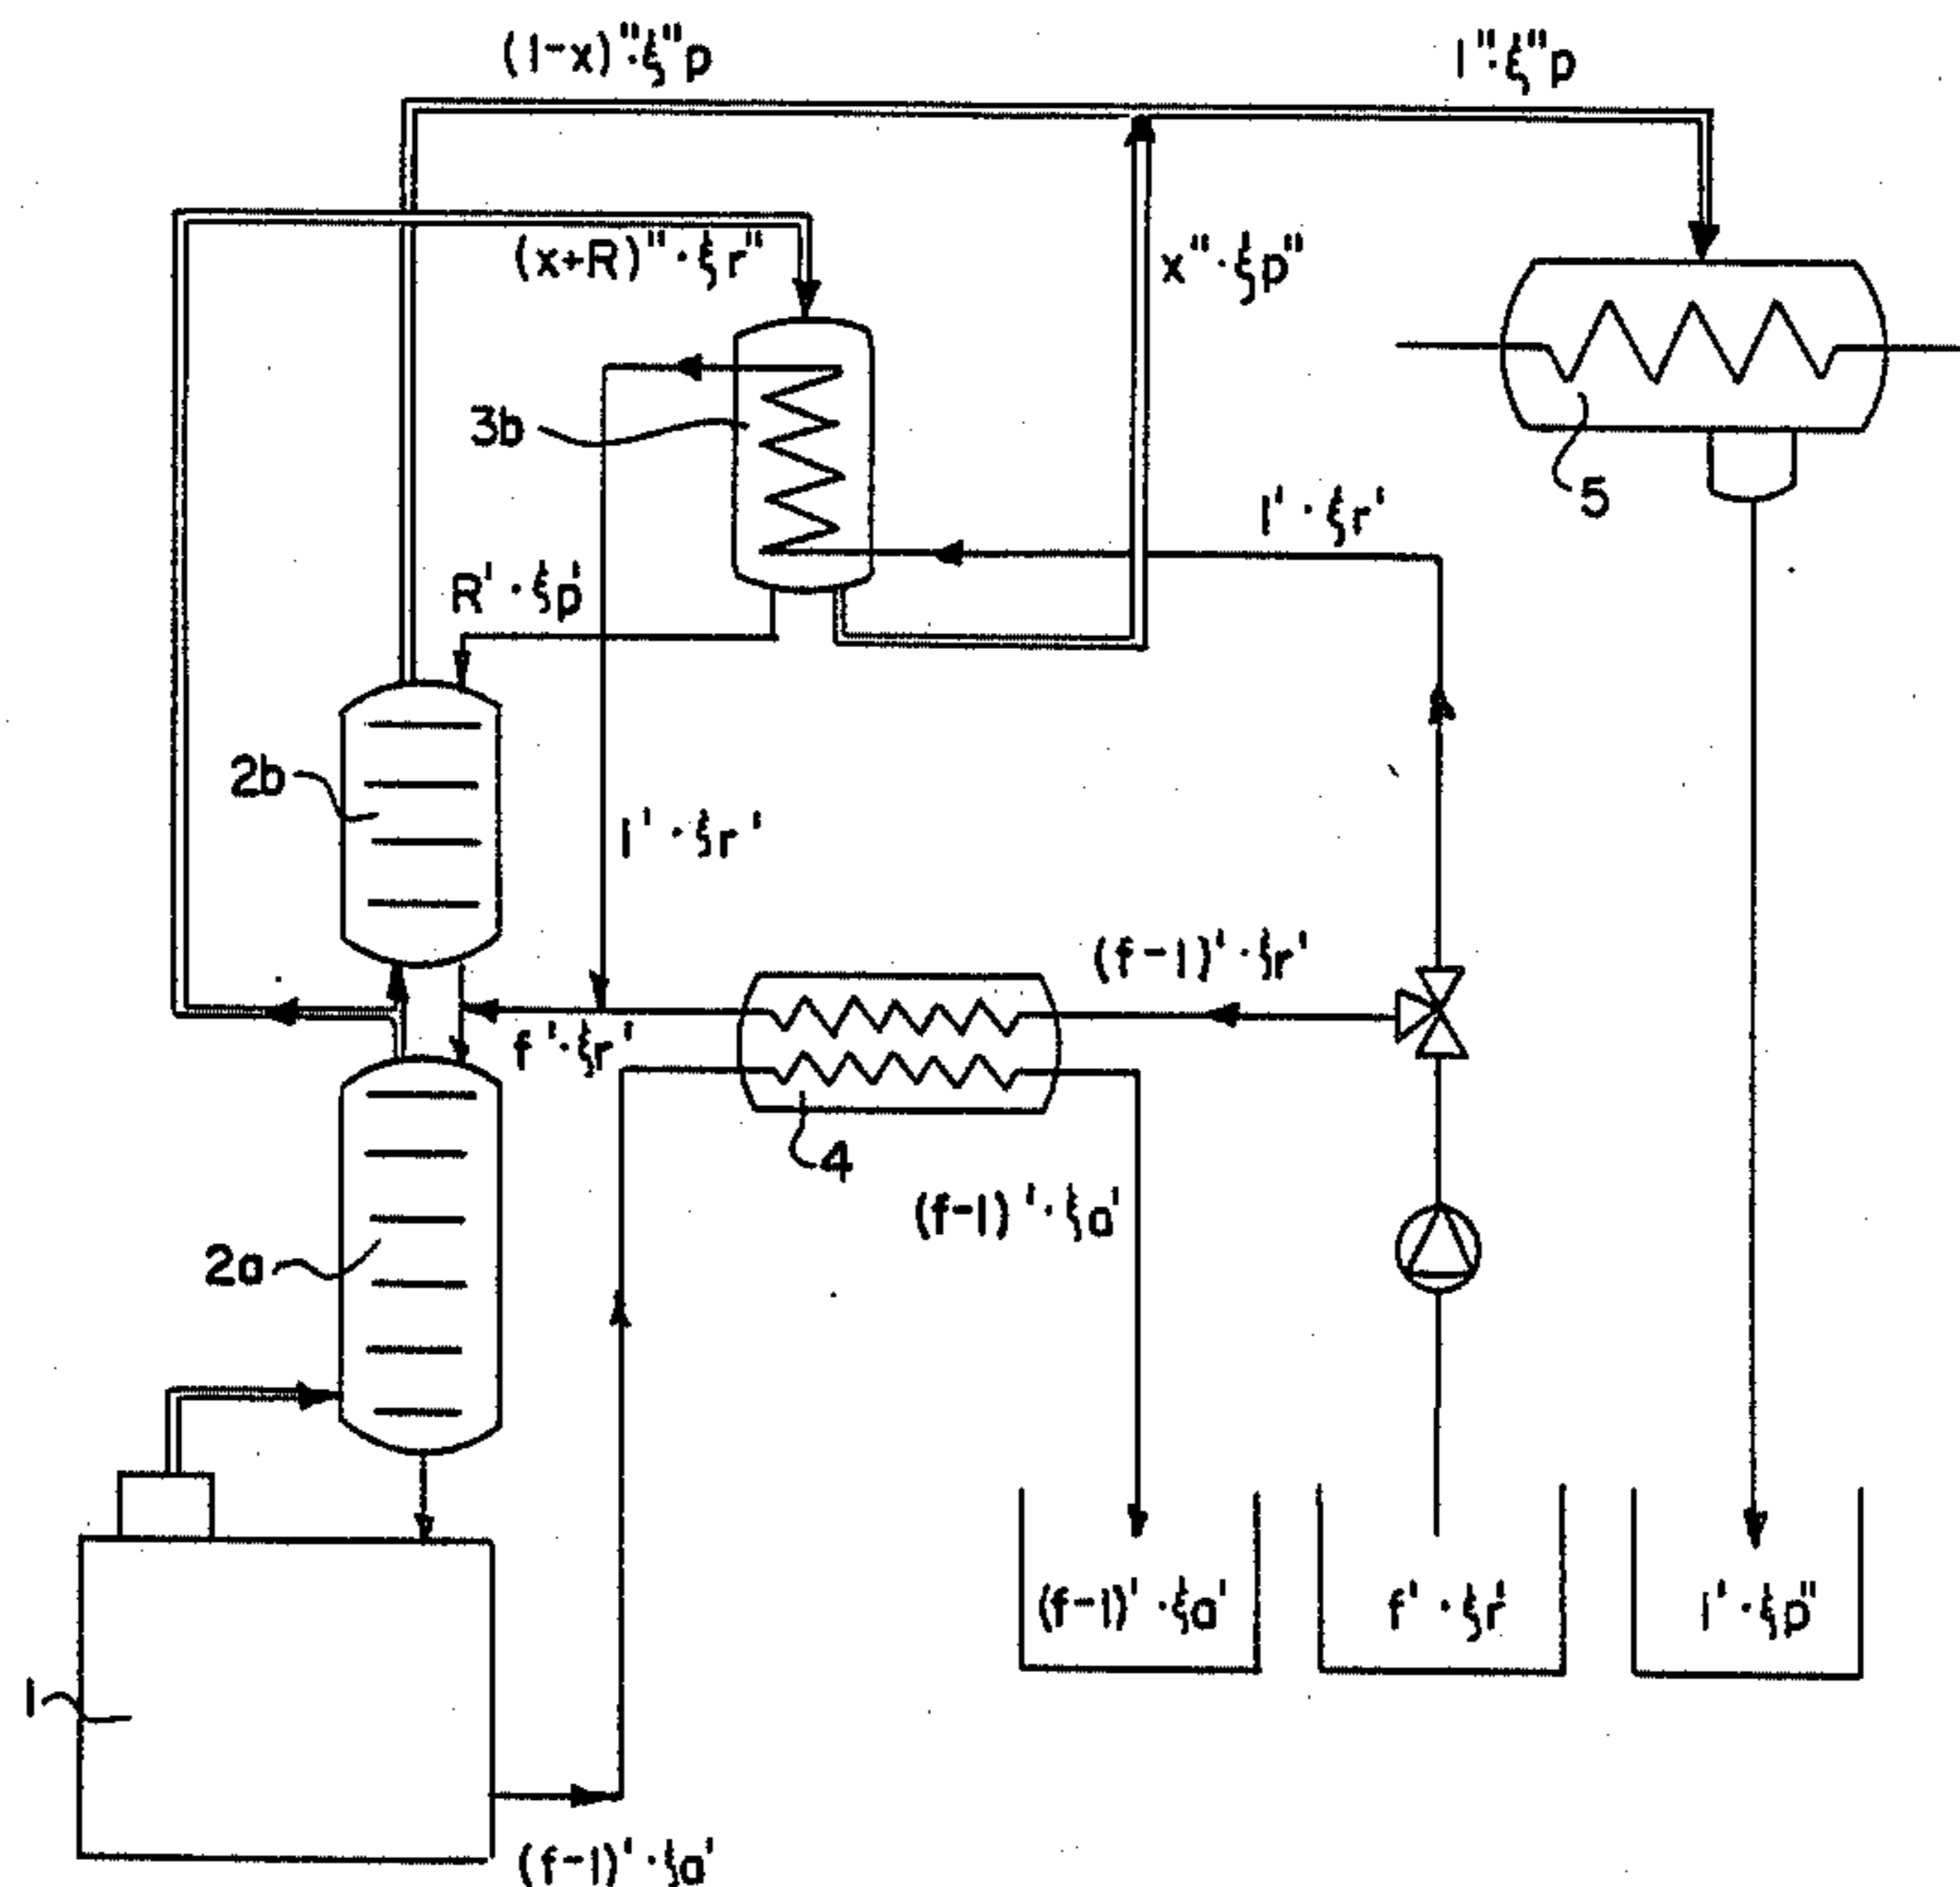 (1-x)"·ξ"p
1"·ξ"p
(x+R)"·ξr"
x"·ξp"
3b
5
1'·ξr'
R'·ξp'
2b
1'·ξr'
(f-1)'·ξr'
f'·ξr'
4
(f-1)'·ξa'
2a
(f-1)'·ξa'
f'·ξr'
1'·ξp"
1
(f-1)'·ξa'